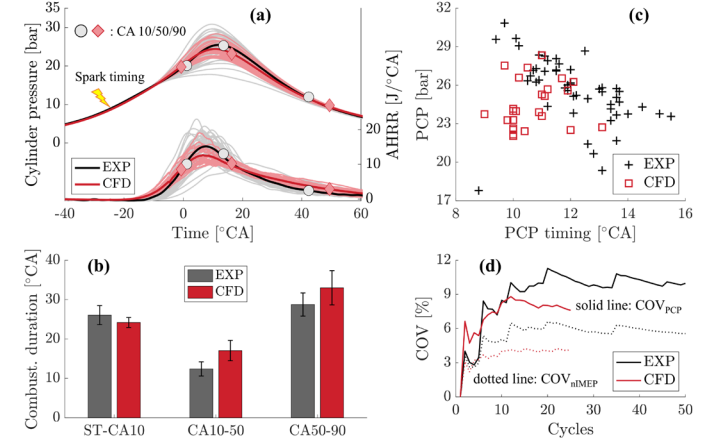 (a)
: CA 10/50/90
Spark timing
Cylinder pressure [bar]
35
30
25
20
15
10
5
0
AHRR [J/°CA]
20
10
0
EXP
CFD
-40 -20 0 20 40 60
Time [°CA]
(c)
PCP [bar]
32
29
26
23
20
17
EXP
CFD
8 10 12 14 16
PCP timing [°CA]
(b)
Combust. duration [°CA]
40
30
20
10
0
EXP
CFD
ST-CA10 CA10-50 CA50-90
(d)
COV [%]
12
9
6
3
0
solid line: COVPCP
dotted line: COVnIMEP
EXP
CFD
0 10 20 30 40 50
Cycles